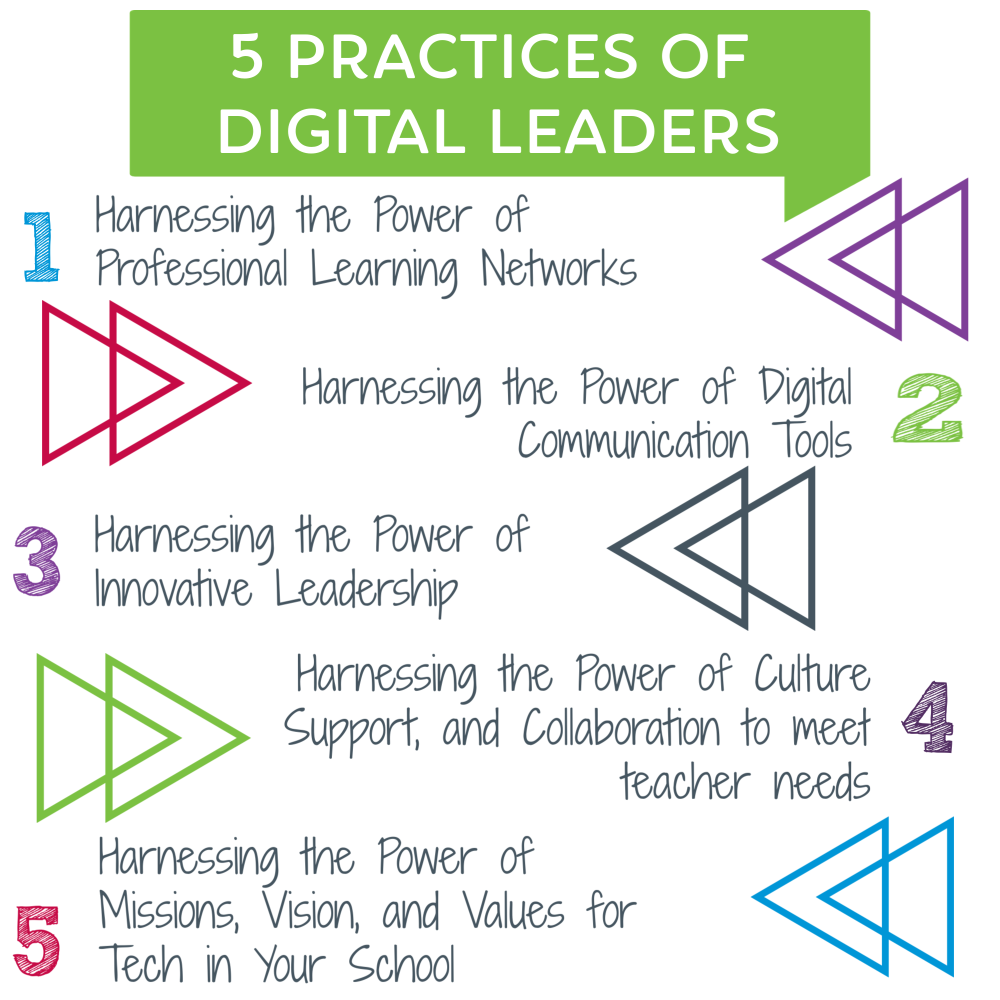 5 PRACTICES OF
DIGITAL LEADERS
1
Harnessing the Power of
Professional Learning Networks
Harnessing the Power of Digital
Communication Tools
2
3
Harnessing the Power of
Innovative Leadership
Harnessing the Power of Culture
Support, and Collaboration to meet
teacher needs
4
Harnessing the Power of
Missions, Vision, and Values for
Tech in Your School
5